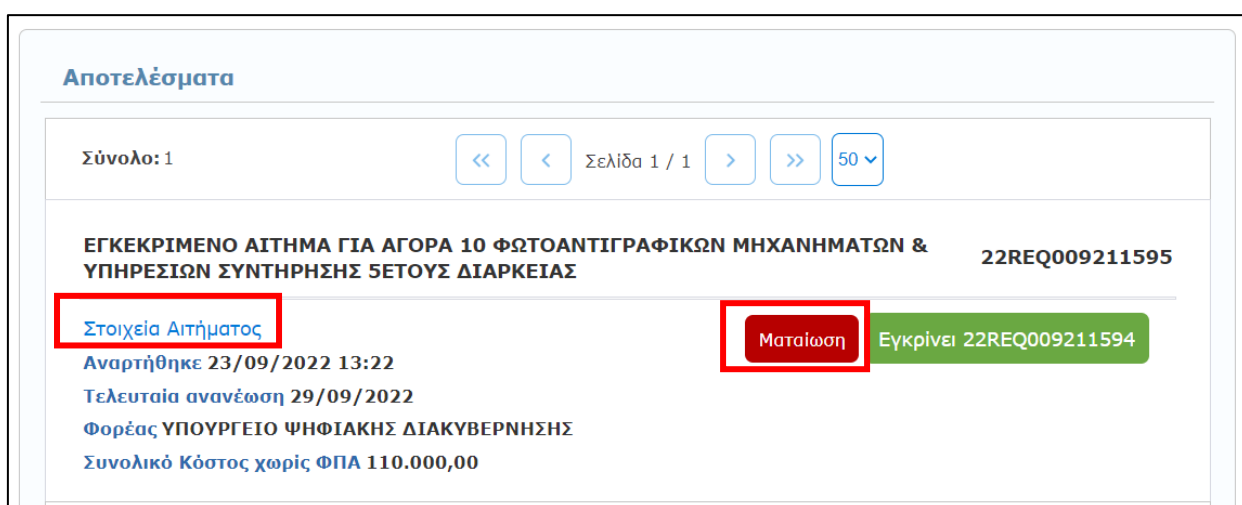 Αποτελέσματα
Σύνολο: 1 << < Σελίδα 1 / 1 > >> 50
ΕΓΚΕΚΡΙΜΕΝΟ ΑΙΤΗΜΑ ΓΙΑ ΑΓΟΡΑ 10 ΦΩΤΟΑΝΤΙΓΡΑΦΙΚΩΝ ΜΗΧΑΝΗΜΑΤΩΝ & 22REQ009211595
ΥΠΗΡΕΣΙΩΝ ΣΥΝΤΗΡΗΣΗΣ 5ΕΤΟΥΣ ΔΙΑΡΚΕΙΑΣ
Στοιχεία Αιτήματος Ματαίωση Εγκρίνει 22REQ009211594
Αναρτήθηκε 23/09/2022 13:22
Τελευταία ανανέωση 29/09/2022
Φορέας ΥΠΟΥΡΓΕΙΟ ΨΗΦΙΑΚΗΣ ΔΙΑΚΥΒΕΡΝΗΣΗΣ
Συνολικό Κόστος χωρίς ΦΠΑ 110.000,00